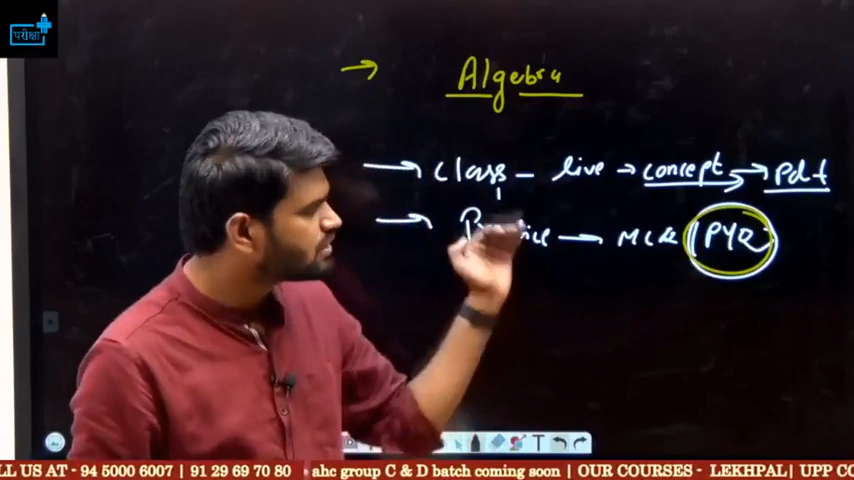 परीक्षा
→ Algebra
→ Class - live → concept → Pdf
→ → MCQ (PYQ)
LL US AT - 94 5000 6007 | 91 29 69 70 80 ahc group C & D batch coming soon | OUR COURSES - LEKHPAL| UPP CO